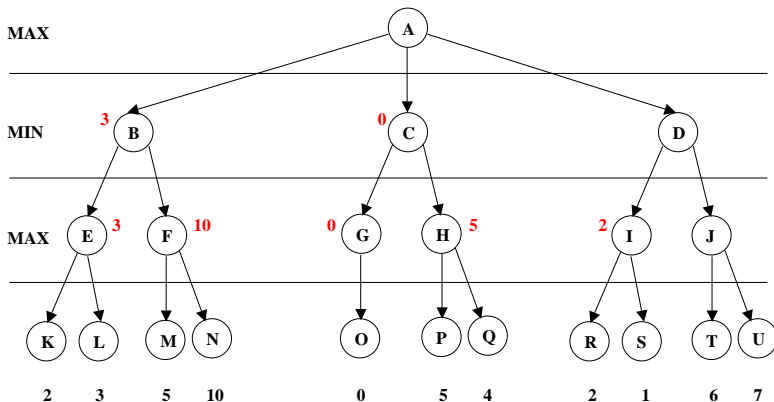 MAX A
3 0
MIN B C D
MAX E 3 F 10 0 G H 5 2 I J
K L M N O P Q R S T U
2 3 5 10 0 5 4 2 1 6 7